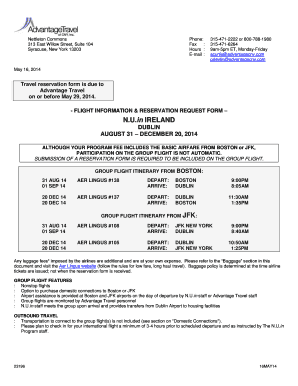 AdvantageTravel
of CNY, Inc.
Nettleton Commons
313 East Willow Street, Suite 104
Syracuse, New York 13203
Phone: 315-471-2222 or 800-788-1980
Fax : 315-471-6264
Hours : 9am-5pm ET, Monday-Friday
E-mail :
May 16, 2014
Travel reservation form is due to
Advantage Travel
on or before May 29, 2014.
- FLIGHT INFORMATION & RESERVATION REQUEST FORM –
N.U.in IRELAND
DUBLIN
AUGUST 31 – DECEMBER 20, 2014
ALTHOUGH YOUR PROGRAM FEE INCLUDES THE BASIC AIRFARE FROM BOSTON or JFK,
PARTICIPATION ON THE GROUP FLIGHT IS NOT AUTOMATIC.
SUBMISSION OF A RESERVATION FORM IS REQUIRED TO BE INCLUDED ON THE GROUP FLIGHT.
GROUP FLIGHT ITINERARY FROM BOSTON:
31 AUG 14 AER LINGUS #138 DEPART: BOSTON 9:00PM
01 SEP 14 ARRIVE: DUBLIN 8:05AM
20 DEC 14 AER LINGUS #137 DEPART: DUBLIN 11:30AM
20 DEC 14 ARRIVE: BOSTON 1:35PM
GROUP FLIGHT ITINERARY FROM JFK:
31 AUG 14 AER LINGUS #108 DEPART: JFK NEW YORK 9:00PM
01 SEP 14 ARRIVE: DUBLIN 8:40AM
20 DEC 14 AER LINGUS #105 DEPART: DUBLIN 10:50AM
20 DEC 14 ARRIVE: JFK NEW YORK 1:25PM
Any luggage fees* imposed by the airlines are additional and are at your own expense. Please refer to the "Baggage" section in this
document and visit the Aer Lingus website (follow the rules for low fare, long haul travel). Baggage policy is determined at the time airline
tickets are issued; not when the reservation form is received.
GROUP FLIGHT FEATURES
- Nonstop flights
- Option to purchase domestic connections to Boston or JFK
- Airport assistance is provided at Boston and JFK airports on the day of departure by N.U.in staff or Advantage Travel staff
- Group flights are monitored by Advantage Travel personnel
- N.U.in staff meets the group upon arrival and provides transfers from Dublin Airport to housing facilities
OUTBOUND TRAVEL
- Transportation to connect to the group flight(s) is not included (see section on "Domestic Connections").
- Please plan to check in for your international flight a minimum of 3-4 hours prior to scheduled departure and as instructed by The N.U.in
Program staff.
03196 16MAY14